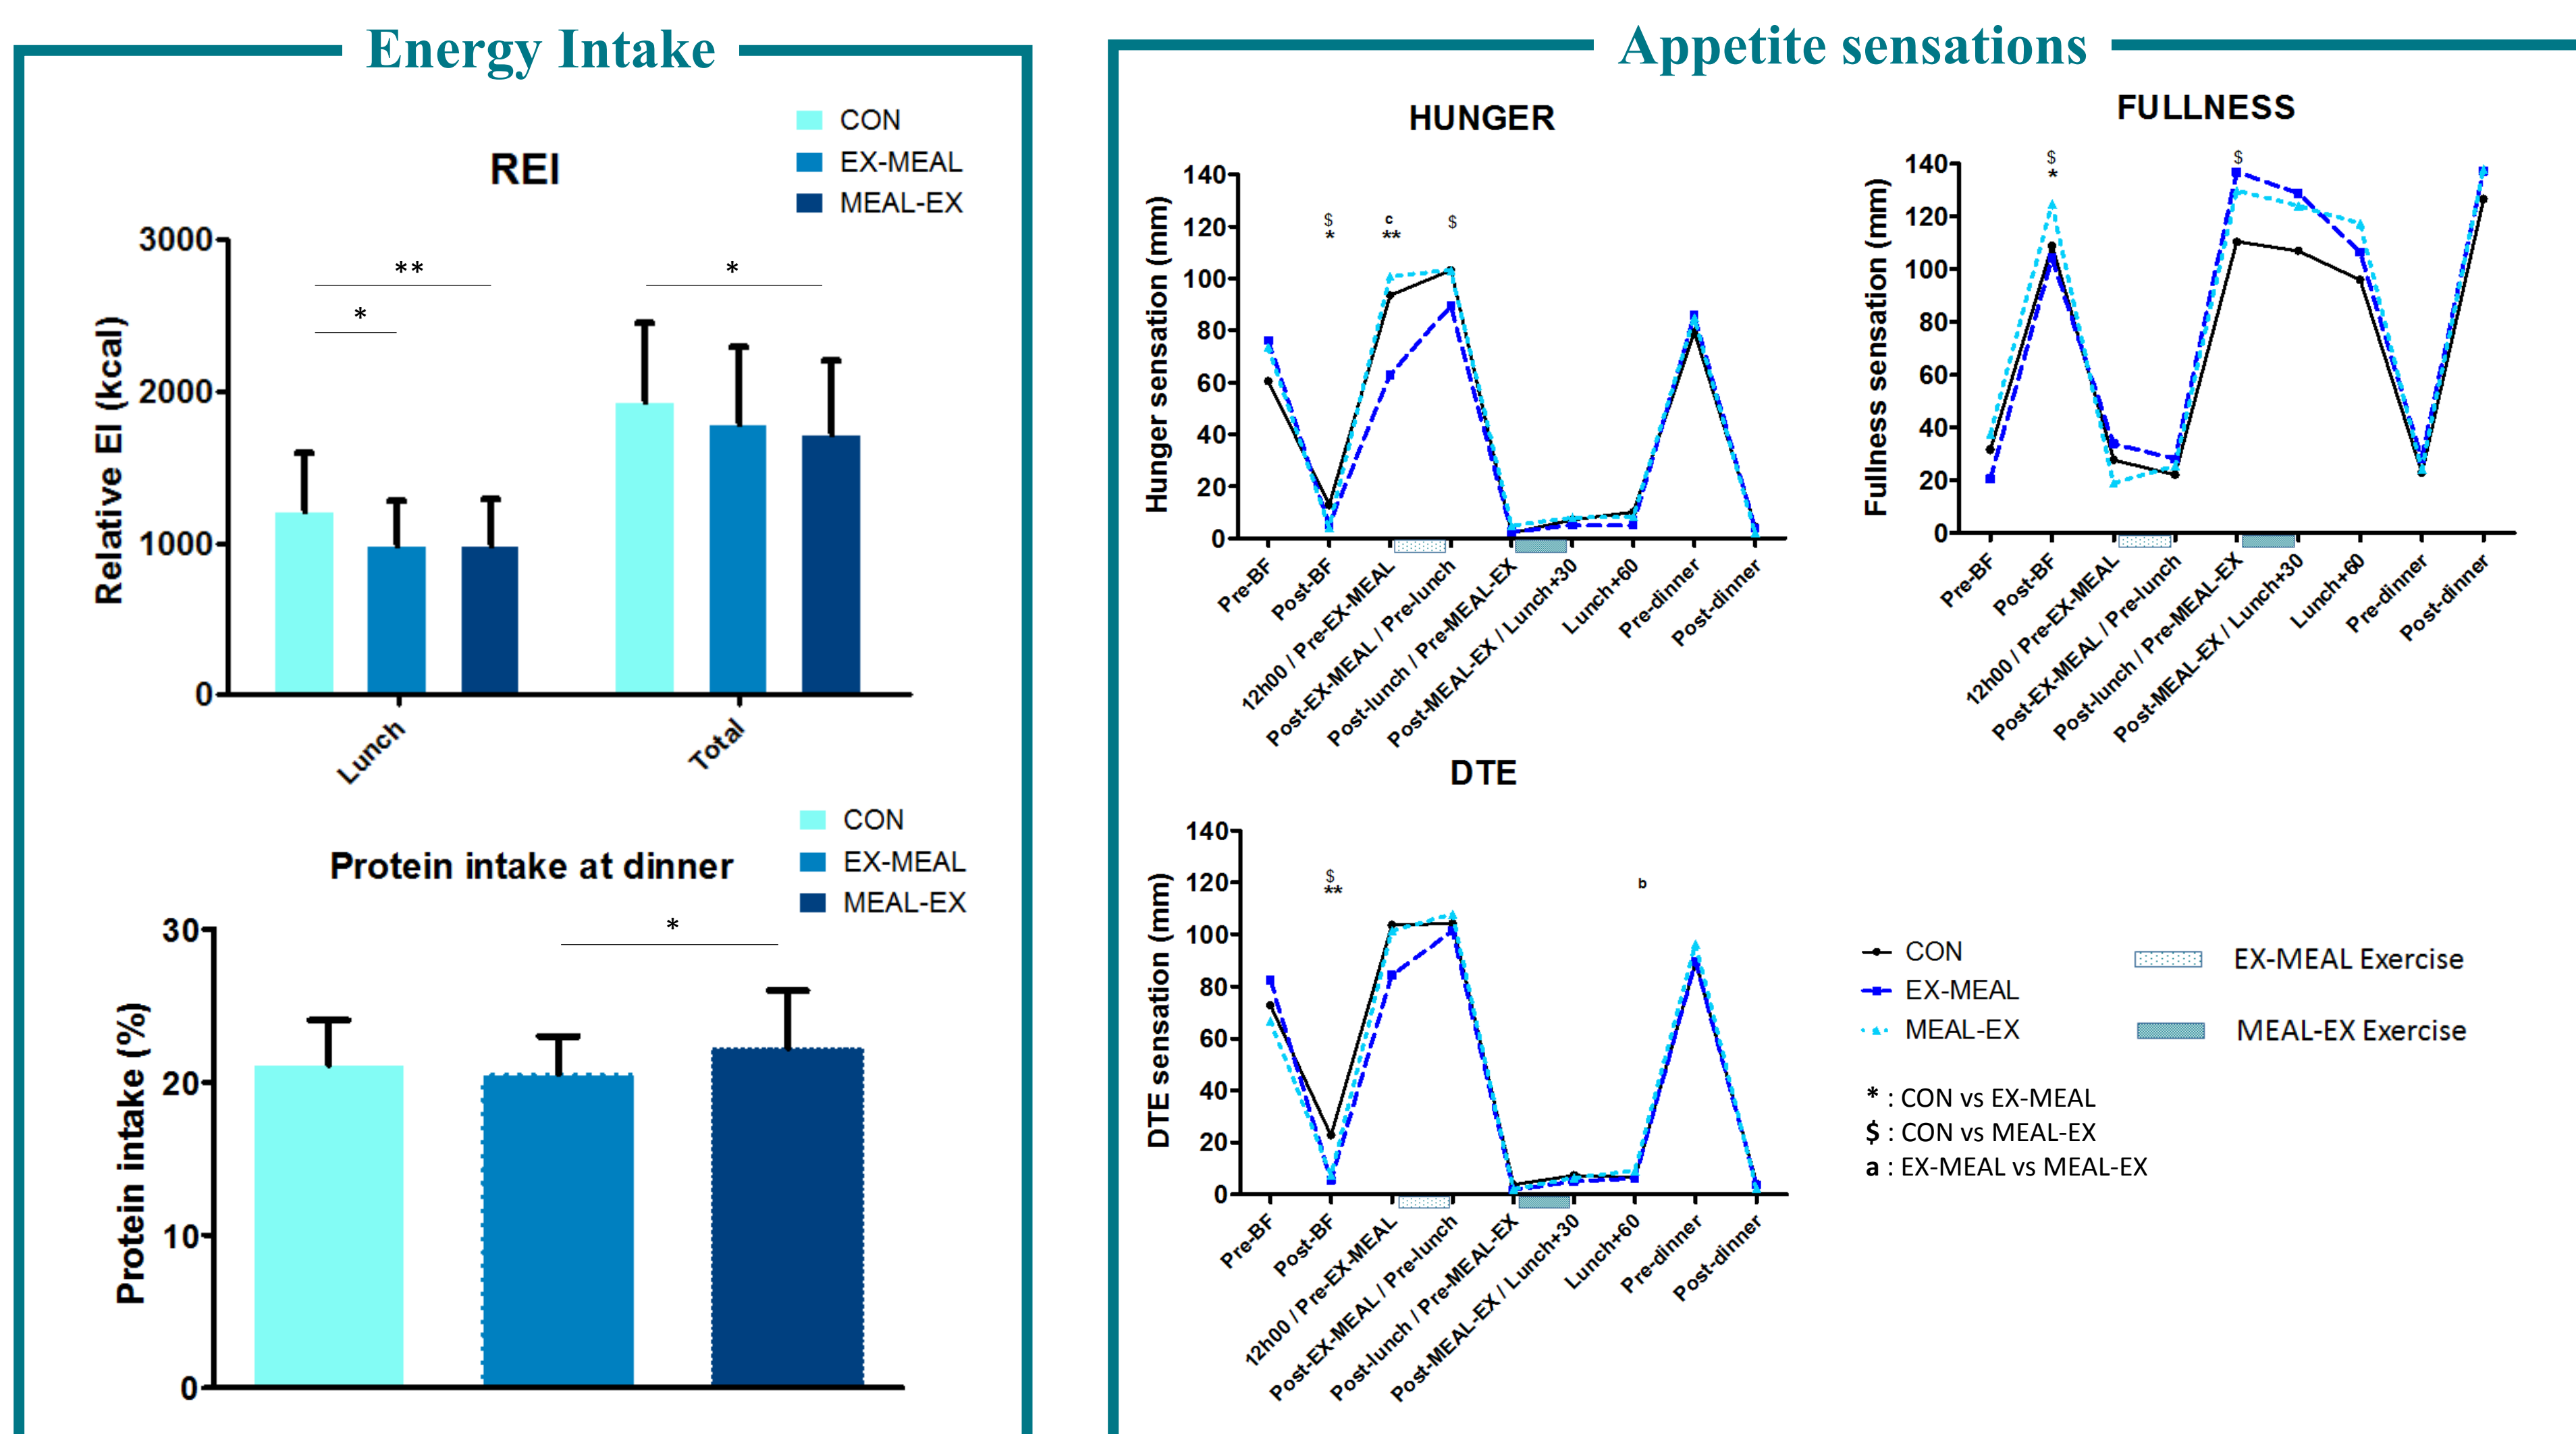 Energy Intake
REI
CON
EX-MEAL
MEAL-EX
Relative EI (kcal)
3000
2000
1000
0
**
*
*
Lunch
Total
Protein intake at dinner
CON
EX-MEAL
MEAL-EX
Protein intake (%)
30
20
10
0
*
Appetite sensations
HUNGER
Hunger sensation (mm)
140
120
100
80
60
40
20
0
$
*
c
**
$
Pre-BF
Post-BF
12h00 / Pre-EX-MEAL
Post-EX-MEAL / Pre-lunch
Post-lunch / Pre-MEAL-EX
Post-MEAL-EX / Lunch+30
Lunch+60
Pre-dinner
Post-dinner
FULLNESS
Fullness sensation (mm)
140
120
100
80
60
40
20
0
$
*
$
Pre-BF
Post-BF
12h00 / Pre-EX-MEAL
Post-EX-MEAL / Pre-lunch
Post-lunch / Pre-MEAL-EX
Post-MEAL-EX / Lunch+30
Lunch+60
Pre-dinner
Post-dinner
DTE
DTE sensation (mm)
140
120
100
80
60
40
20
0
$
**
b
Pre-BF
Post-BF
12h00 / Pre-EX-MEAL
Post-EX-MEAL / Pre-lunch
Post-lunch / Pre-MEAL-EX
Post-MEAL-EX / Lunch+30
Lunch+60
Pre-dinner
Post-dinner
CON
EX-MEAL
MEAL-EX
EX-MEAL Exercise
MEAL-EX Exercise
* : CON vs EX-MEAL
$ : CON vs MEAL-EX
a : EX-MEAL vs MEAL-EX